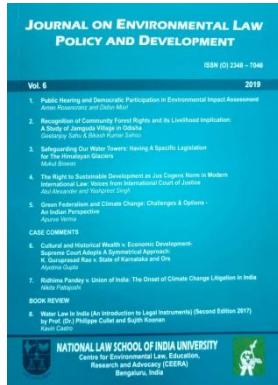 JOURNAL ON ENVIRONMENTAL LAW
POLICY AND DEVELOPMENT
ISSN (O) 2348 – 7046
Vol. 6 2019
1. Public Hearing and Democratic Participation in Environmental Impact Assessment
Armin Rosencranz and
2. Recognition of Community Forest Rights and its Livelihood Implication:
A Study of Jamguda Village in Odisha
Geetanjoy Sahu & Bikash Kumar Sahoo
3. Safeguarding Our Water Towers: Having A Specific Legislation
for The Himalayan Glaciers
Mukul Biswas
4. The Right to Sustainable Development as Jus Cogens Norm in Modern
International Law: Voices from International Court of Justice
Atul Alexander and Yashpreet Singh
5. Green Federalism and Climate Change: Challenges & Options -
An Indian Perspective
Apurva Verma
CASE COMMENTS
6. Cultural and Historical Wealth v. Economic Development-
Supreme Court Adopts A Symmetrical Approach:
K. Guruprasad Rao v. State of Karnataka and Ors
Alyshea Gupta
7. Ridhima Pandey v. Union of India: The Onset of Climate Change Litigation in India
Nikita Pattajoshi
BOOK REVIEW
8. Water Law In India (An Introduction to Legal Instruments) (Second Edition 2017)
by Prof. (Dr.) Philippe Cullet and Sujith Koonan
Kevin Castro
NATIONAL LAW SCHOOL OF INDIA UNIVERSITY
Centre for Environmental Law, Education,
Research and Advocacy (CEERA)
Bengaluru, India